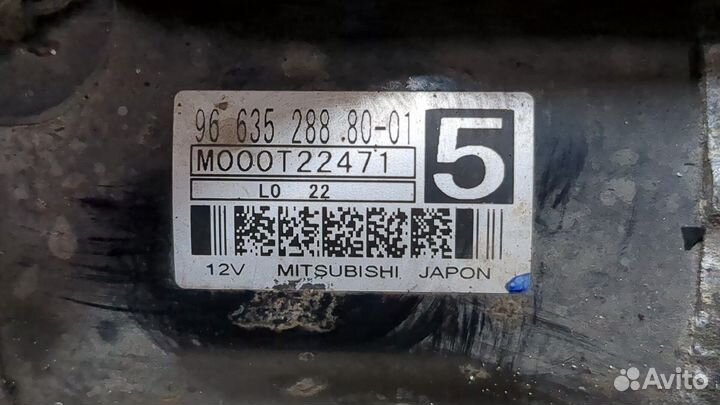 96 635 288.80-01
M000T22471
5
L0 22
12V MITSUBISHI JAPON
Avito